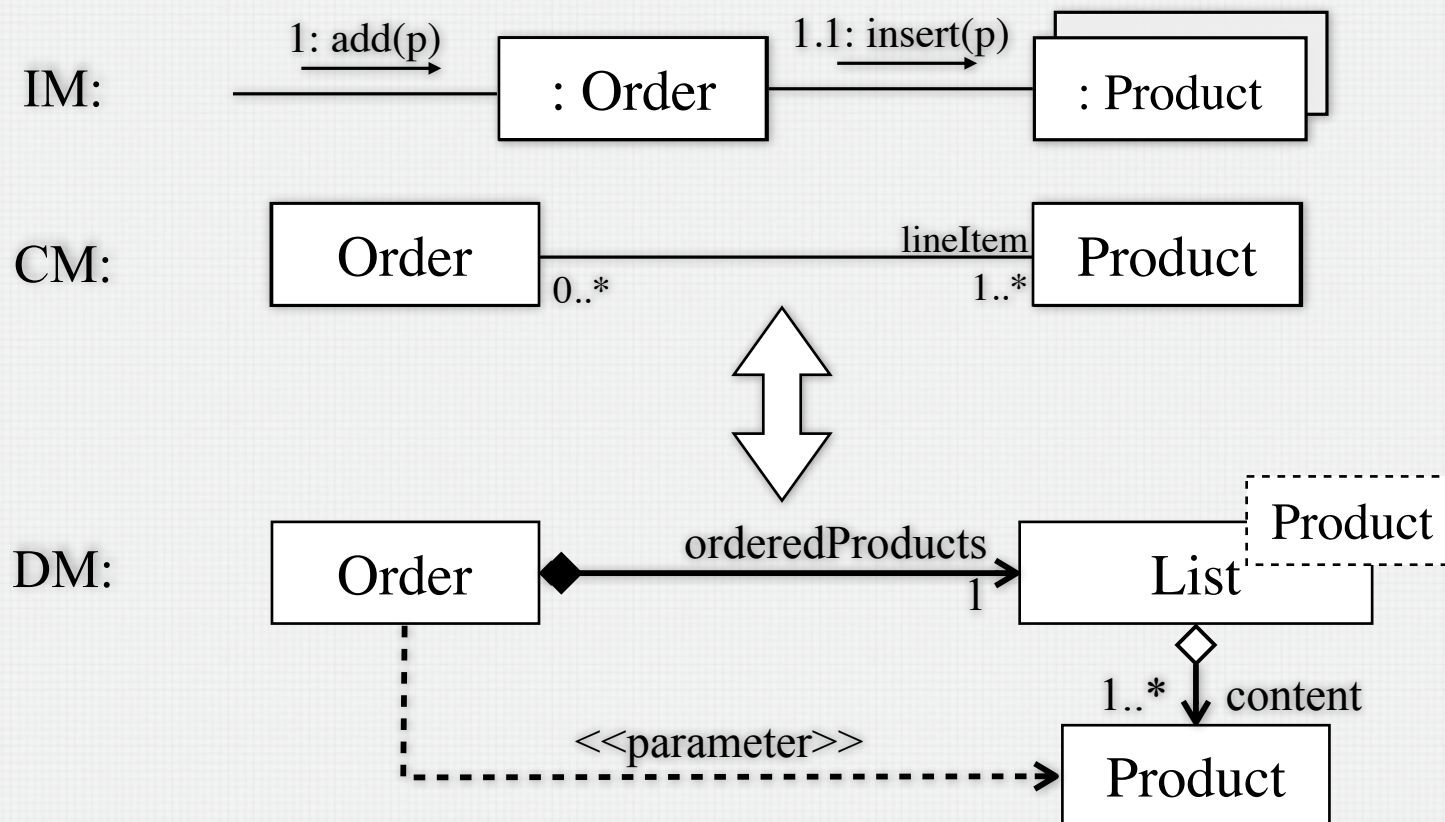 IM:
1: add(p)
: Order
1.1: insert(p)
: Product
CM:
Order
0..*
lineItem
1..*
Product
DM:
Order
orderedProducts
1
List
Product
1..*
content
<<parameter>>
Product